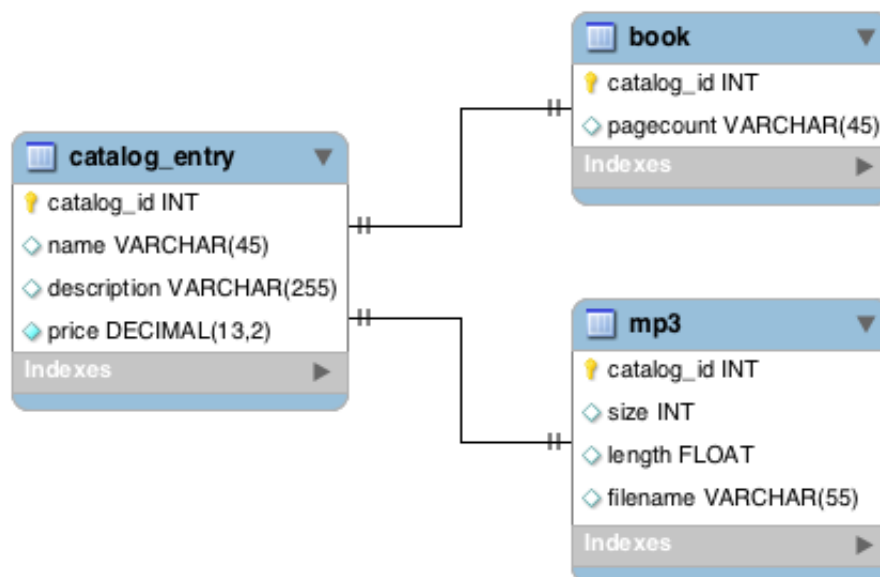 catalog_entry
catalog_id INT
name VARCHAR(45)
description VARCHAR(255)
price DECIMAL(13,2)
Indexes
book
catalog_id INT
pagecount VARCHAR(45)
Indexes
mp3
catalog_id INT
size INT
length FLOAT
filename VARCHAR(55)
Indexes